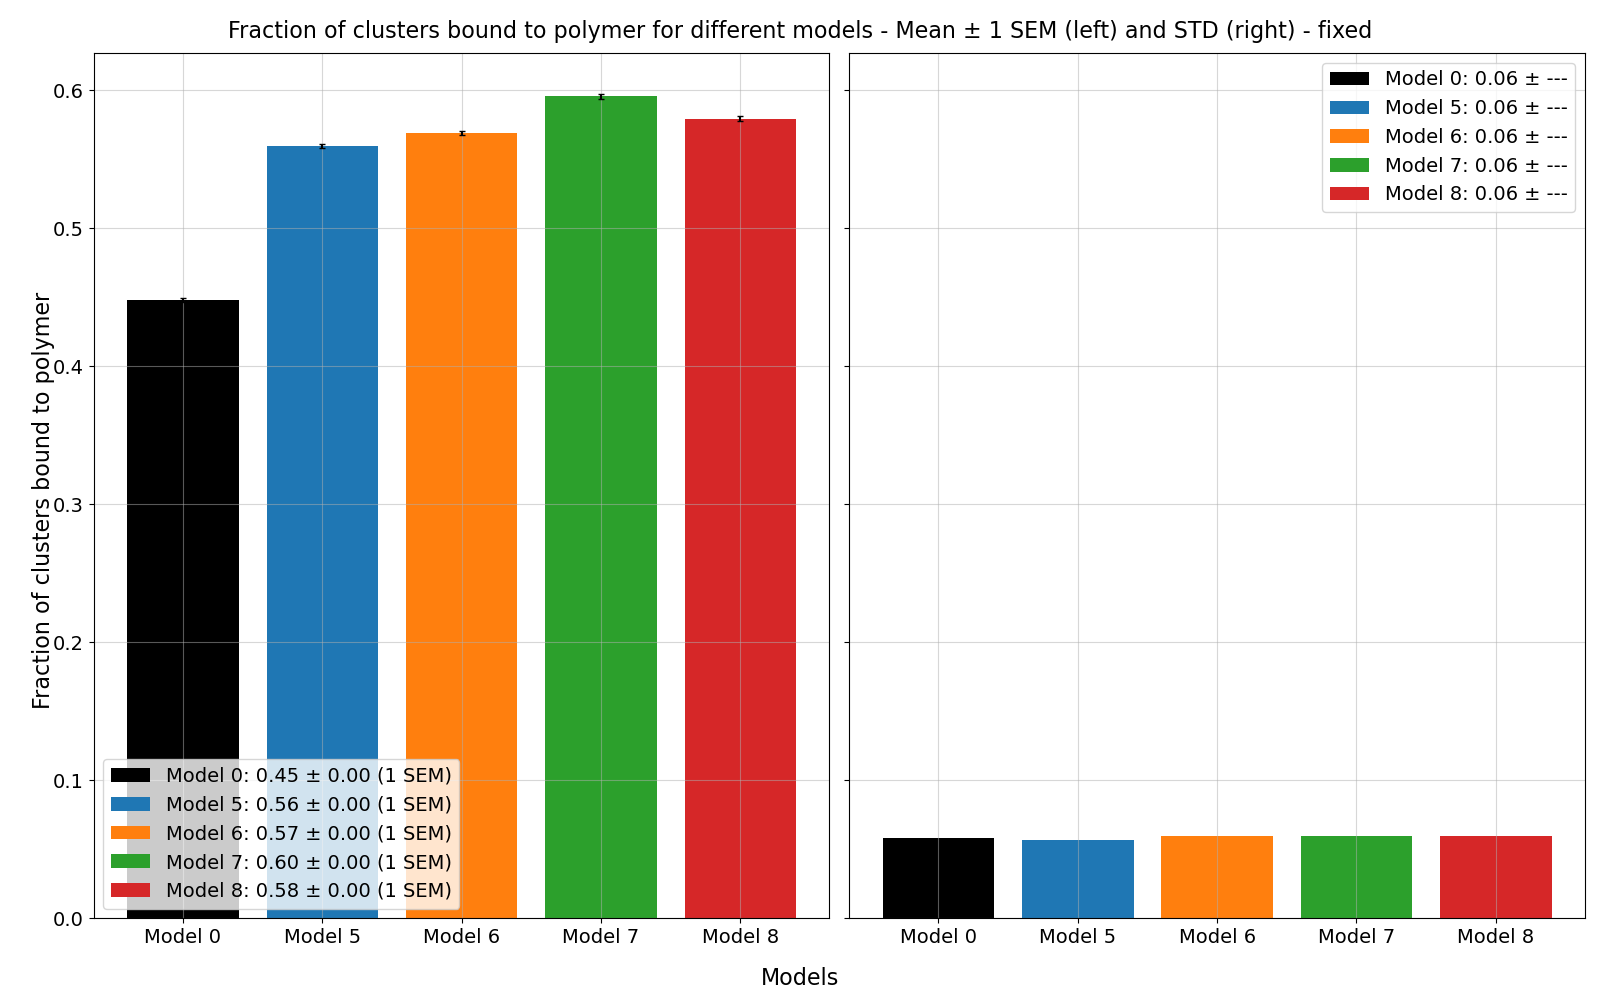 Fraction of clusters bound to polymer for different models - Mean ± 1 SEM (left) and STD (right) - fixed
Fraction of clusters bound to polymer
0.6
0.5
0.4
0.3
0.2
0.1
0.0
Model 0: 0.45 ± 0.00 (1 SEM)
Model 5: 0.56 ± 0.00 (1 SEM)
Model 6: 0.57 ± 0.00 (1 SEM)
Model 7: 0.60 ± 0.00 (1 SEM)
Model 8: 0.58 ± 0.00 (1 SEM)
Model 0 Model 5 Model 6 Model 7 Model 8
Model 0: 0.06 ± ---
Model 5: 0.06 ± ---
Model 6: 0.06 ± ---
Model 7: 0.06 ± ---
Model 8: 0.06 ± ---
Model 0 Model 5 Model 6 Model 7 Model 8
Models